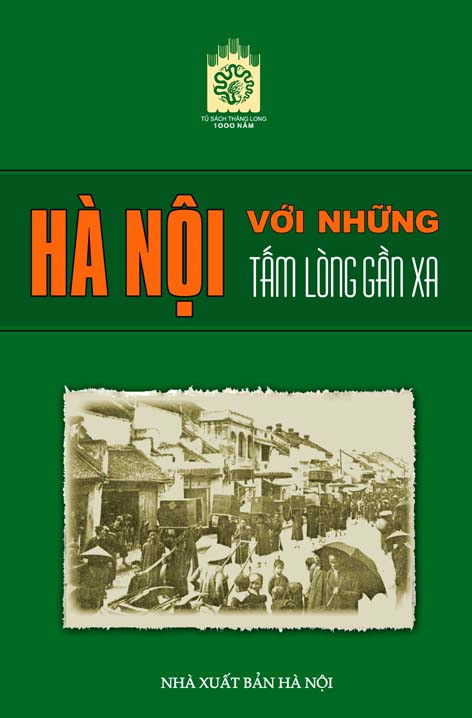 TỦ SÁCH THĂNG LONG
1000 NĂM
HÀ NỘI
VỚI NHỮNG
TẤM LÒNG GẦN XA
NHÀ XUẤT BẢN HÀ NỘI